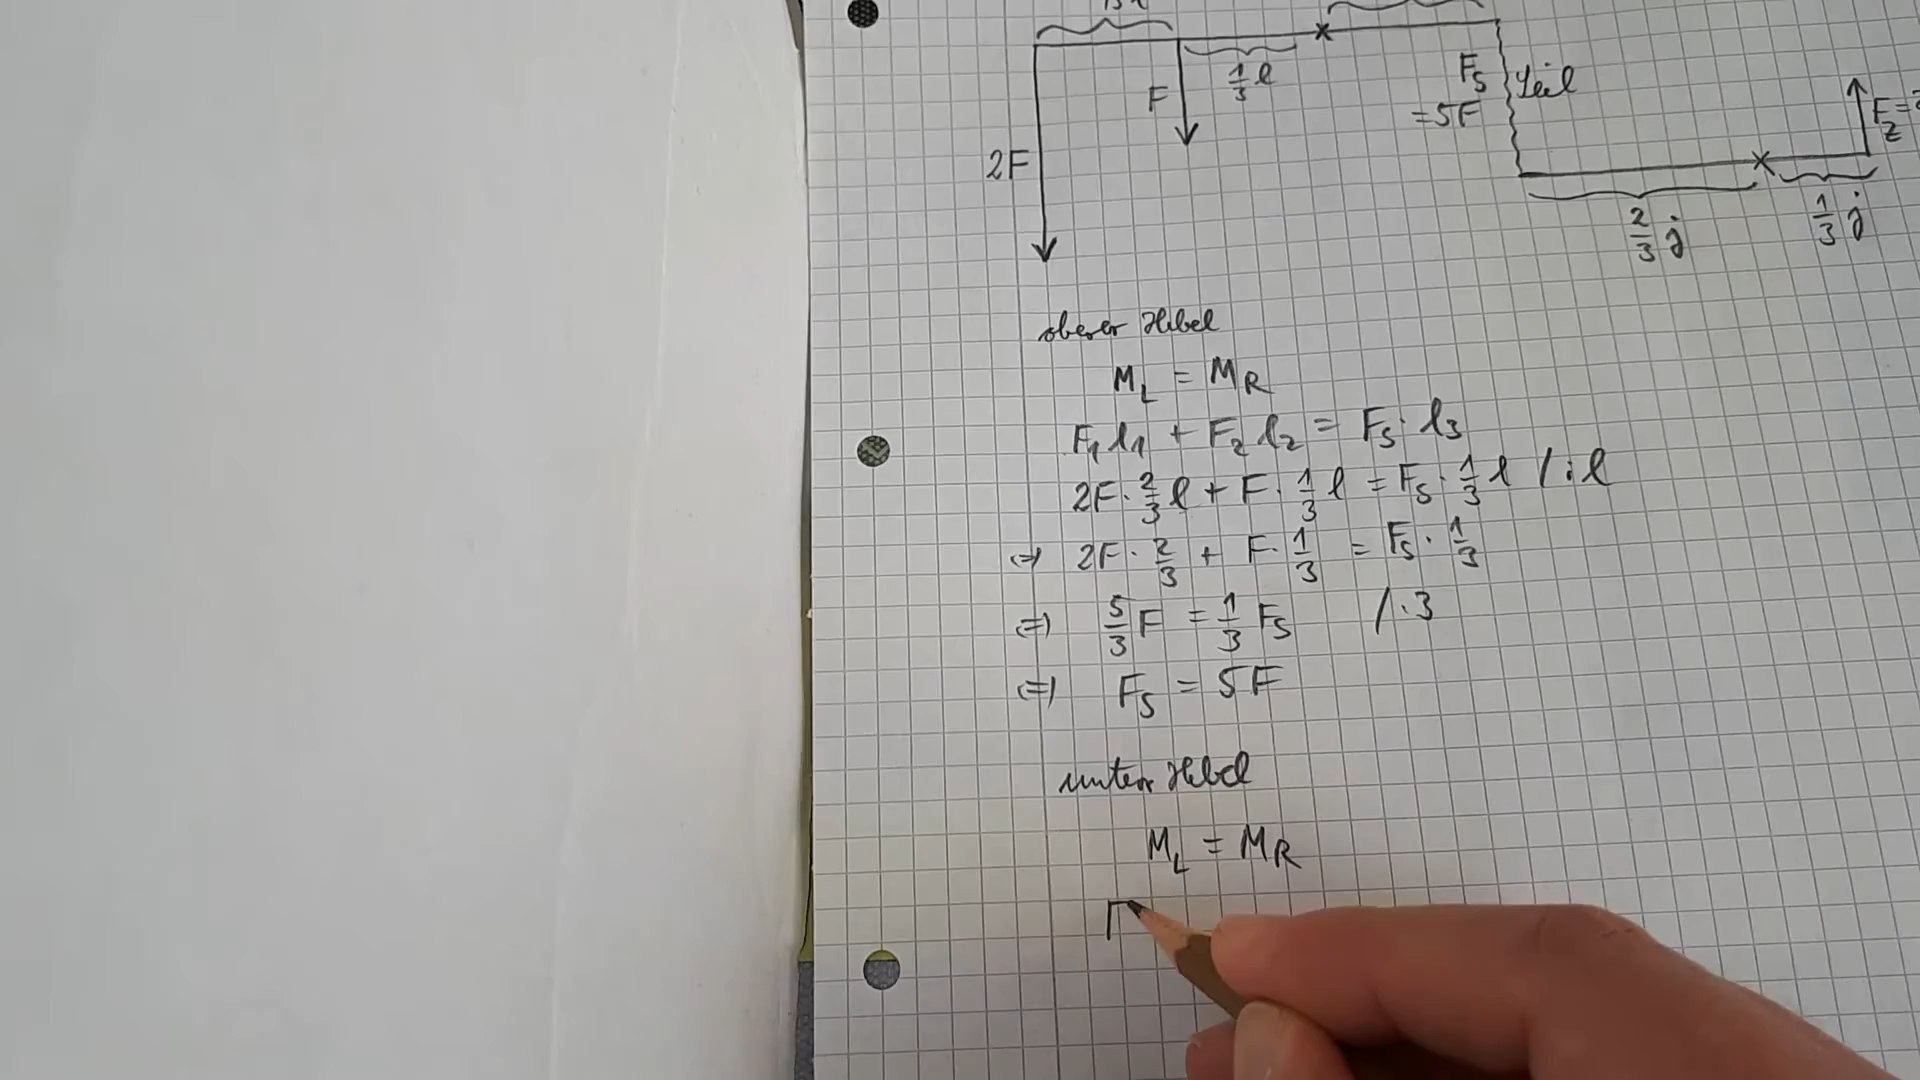 1/3 l
F
F_S
= 5F
Seil
F_Z =
2F
2/3 j
1/3 j
oberer Hebel
M_L = M_R
F_1 l_1 + F_2 l_2 = F_S · l_3
2F · 2/3 l + F · 1/3 l = F_S · 1/3 l / : l
⇔ 2F · 2/3 + F · 1/3 = F_S · 1/3
⇔ 5/3 F = 1/3 F_S / · 3
⇔ F_S = 5F
unterer Hebel
M_L = M_R